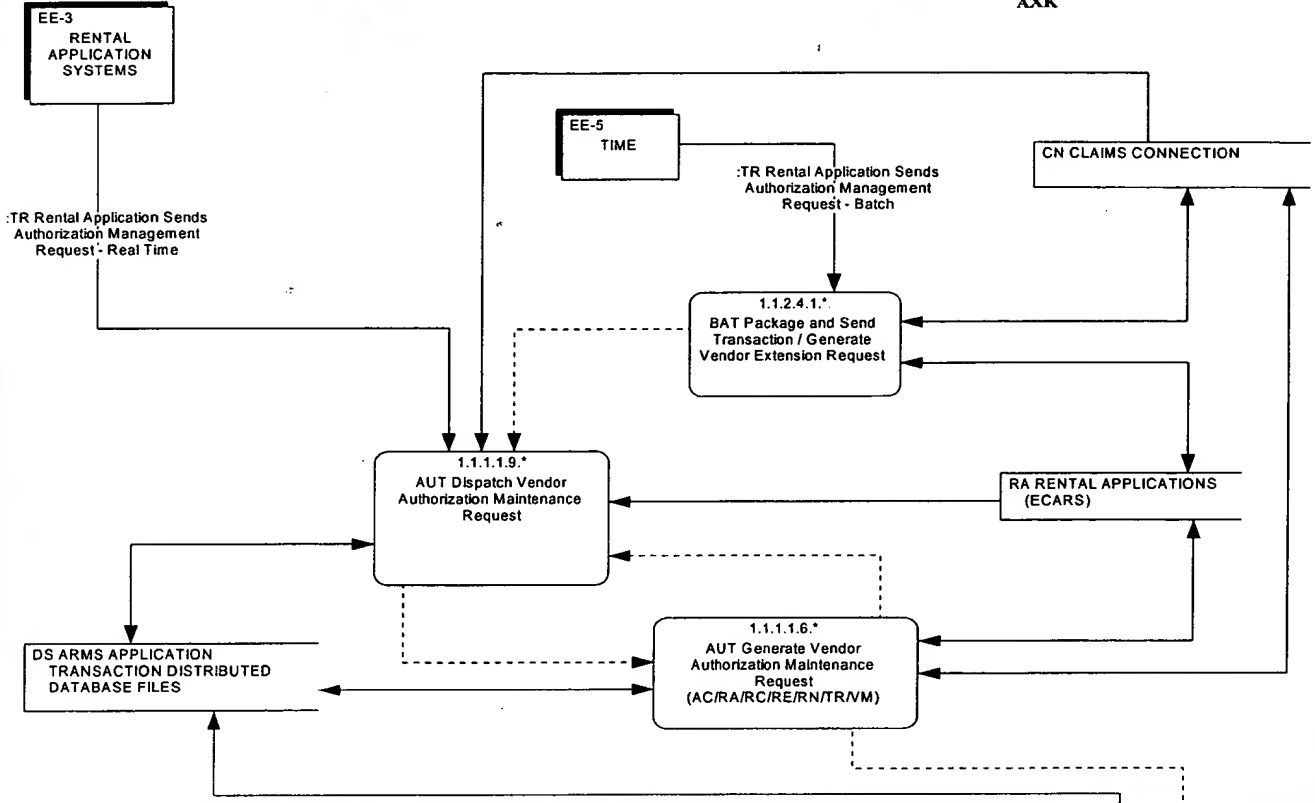 AXK
EE-3
RENTAL
APPLICATION
SYSTEMS
EE-5
TIME
CN CLAIMS CONNECTION
:TR Rental Application Sends
Authorization Management
Request - Batch
:TR Rental Application Sends
Authorization Management
Request - Real Time
1.1.2.4.1.*
BAT Package and Send
Transaction / Generate
Vendor Extension Request
1.1.1.1.9.*
AUT Dispatch Vendor
Authorization Maintenance
Request
RA RENTAL APPLICATIONS
(ECARS)
1.1.1.1.6.*
AUT Generate Vendor
Authorization Maintenance
Request
(AC/RA/RC/RE/RN/TR/VM)
DS ARMS APPLICATION
TRANSACTION DISTRIBUTED
DATABASE FILES